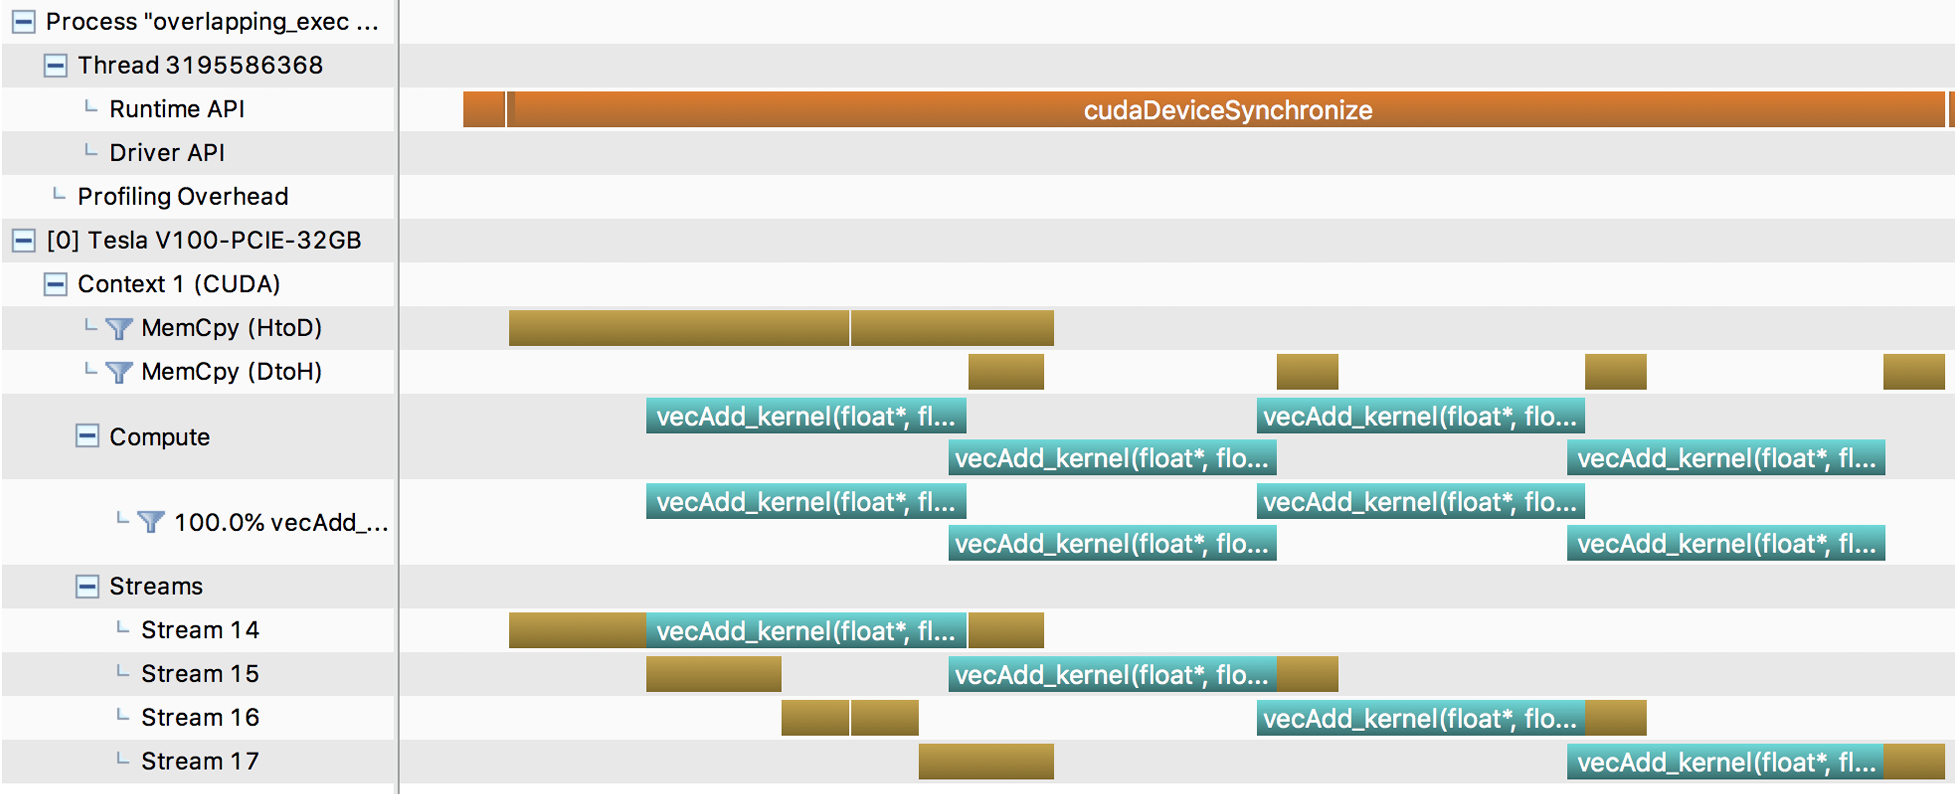 Process "overlapping_exec ...
Thread 3195586368
Runtime API
cudaDeviceSynchronize
Driver API
Profiling Overhead
[0] Tesla V100-PCIE-32GB
Context 1 (CUDA)
MemCpy (HtoD)
MemCpy (DtoH)
Compute
vecAdd_kernel(float*, fl...
vecAdd_kernel(float*, flo...
vecAdd_kernel(float*, flo...
vecAdd_kernel(float*, fl...
100.0% vecAdd_...
vecAdd_kernel(float*, fl...
vecAdd_kernel(float*, flo...
vecAdd_kernel(float*, flo...
vecAdd_kernel(float*, fl...
Streams
Stream 14
vecAdd_kernel(float*, fl...
Stream 15
vecAdd_kernel(float*, flo...
Stream 16
vecAdd_kernel(float*, flo...
Stream 17
vecAdd_kernel(float*, fl...